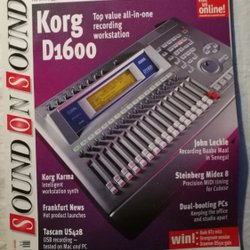 online!
SOUND ON SOUND
Korg
D1600
Top value all-in-one
recording
workstation
John Leckie
Recording Baaba Maal
in Senegal
Korg Karma
Intelligent
workstation synth
Steinberg Midex 8
Precision MIDI timing
for Cubase
Frankfurt News
Hot product launches
Dual-booting PCs
Keeping the office
and studio apart
Tascam US428
USB recording —
tested on Mac and PC
win!